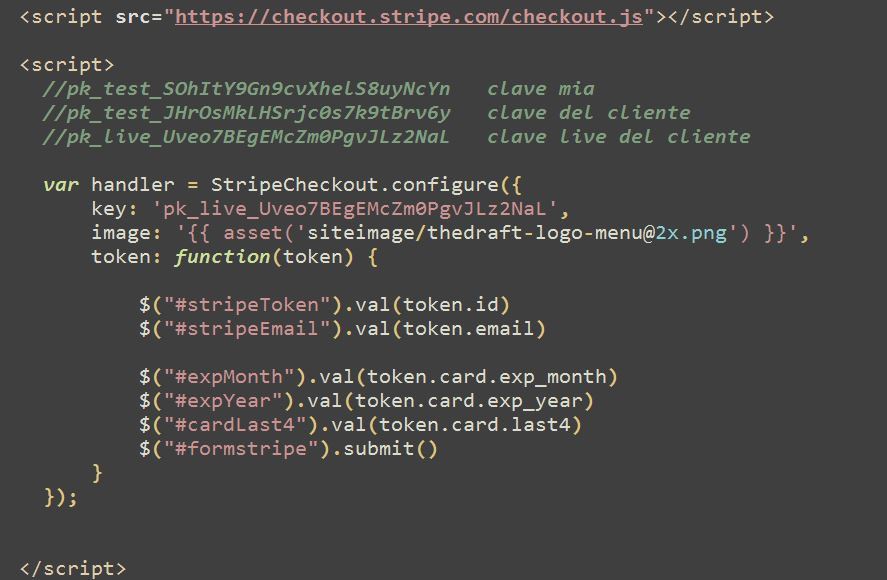 <script src="https://checkout.stripe.com/checkout.js"></script>
<script>
//pk_test_SOhItY9Gn9cvXhelS8uyNcYn clave mia
//pk_test_JHrOsMkLHSrjc0s7k9tBrv6y clave del cliente
//pk_live_Uveo7BEgEMcZm0PgvJLz2NaL clave live del cliente
var handler = StripeCheckout.configure({
key: 'pk_live_Uveo7BEgEMcZm0PgvJLz2NaL',
image: '{{ asset('siteimage/thedraft-logo-menu@2x.png') }}',
token: function(token) {
$("#stripeToken").val(token.id)
$("#stripeEmail").val(token.email)
$("#expMonth").val(token.card.exp_month)
$("#expYear").val(token.card.exp_year)
$("#cardLast4").val(token.card.last4)
$("#formstripe").submit()
}
});
</script>